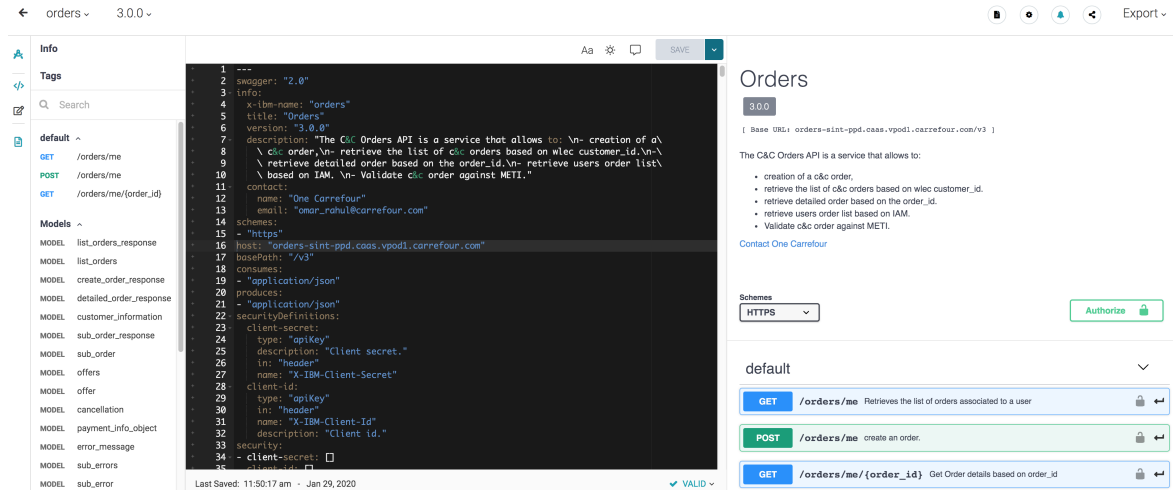 orders
3.0.0
Export
Info
Tags
Search
default
GET /orders/me
POST /orders/me
GET /orders/me/{order_id}
Models
MODEL list_orders_response
MODEL list_orders
MODEL create_order_response
MODEL detailed_order_response
MODEL customer_information
MODEL sub_order_response
MODEL sub_order
MODEL offers
MODEL offer
MODEL cancellation
MODEL payment_info_object
MODEL error_message
MODEL sub_errors
MODEL sub_error
Aa
SAVE
1 ---
2 swagger: "2.0"
3 info:
4 x-ibm-name: "orders"
5 title: "Orders"
6 version: "3.0.0"
7 description: "The C&C Orders API is a service that allows to: \n- creation of a\
8 \ c&c order,\n- retrieve the list of c&c orders based on wlec customer_id.\n-\
9 \ retrieve detailed order based on the order_id.\n- retrieve users order list\
10 \ based on IAM. \n- Validate c&c order against METI."
11 contact:
12 name: "One Carrefour"
13 email: "omar_rahul@carrefour.com"
14 schemes:
15 - "https"
16 host: "orders-sint-ppd.caas.vpod1.carrefour.com"
17 basePath: "/v3"
18 consumes:
19 - "application/json"
20 produces:
21 - "application/json"
22 securityDefinitions:
23 client-secret:
24 type: "apiKey"
25 description: "Client secret."
26 in: "header"
27 name: "X-IBM-Client-Secret"
28 client-id:
29 type: "apiKey"
30 in: "header"
31 name: "X-IBM-Client-Id"
32 description: "Client id."
33 security:
34 - client-secret: []
35 client-id: []
Last Saved: 11:50:17 am - Jan 29, 2020
VALID
Orders
3.0.0
[ Base URL: orders-sint-ppd.caas.vpod1.carrefour.com/v3 ]
The C&C Orders API is a service that allows to:
• creation of a c&c order,
• retrieve the list of c&c orders based on wlec customer_id.
• retrieve detailed order based on the order_id.
• retrieve users order list based on IAM.
• Validate c&c order against METI.
Contact One Carrefour
Schemes
HTTPS
Authorize
default
GET /orders/me Retrieves the list of orders associated to a user
POST /orders/me create an order.
GET /orders/me/{order_id} Get Order details based on order_id